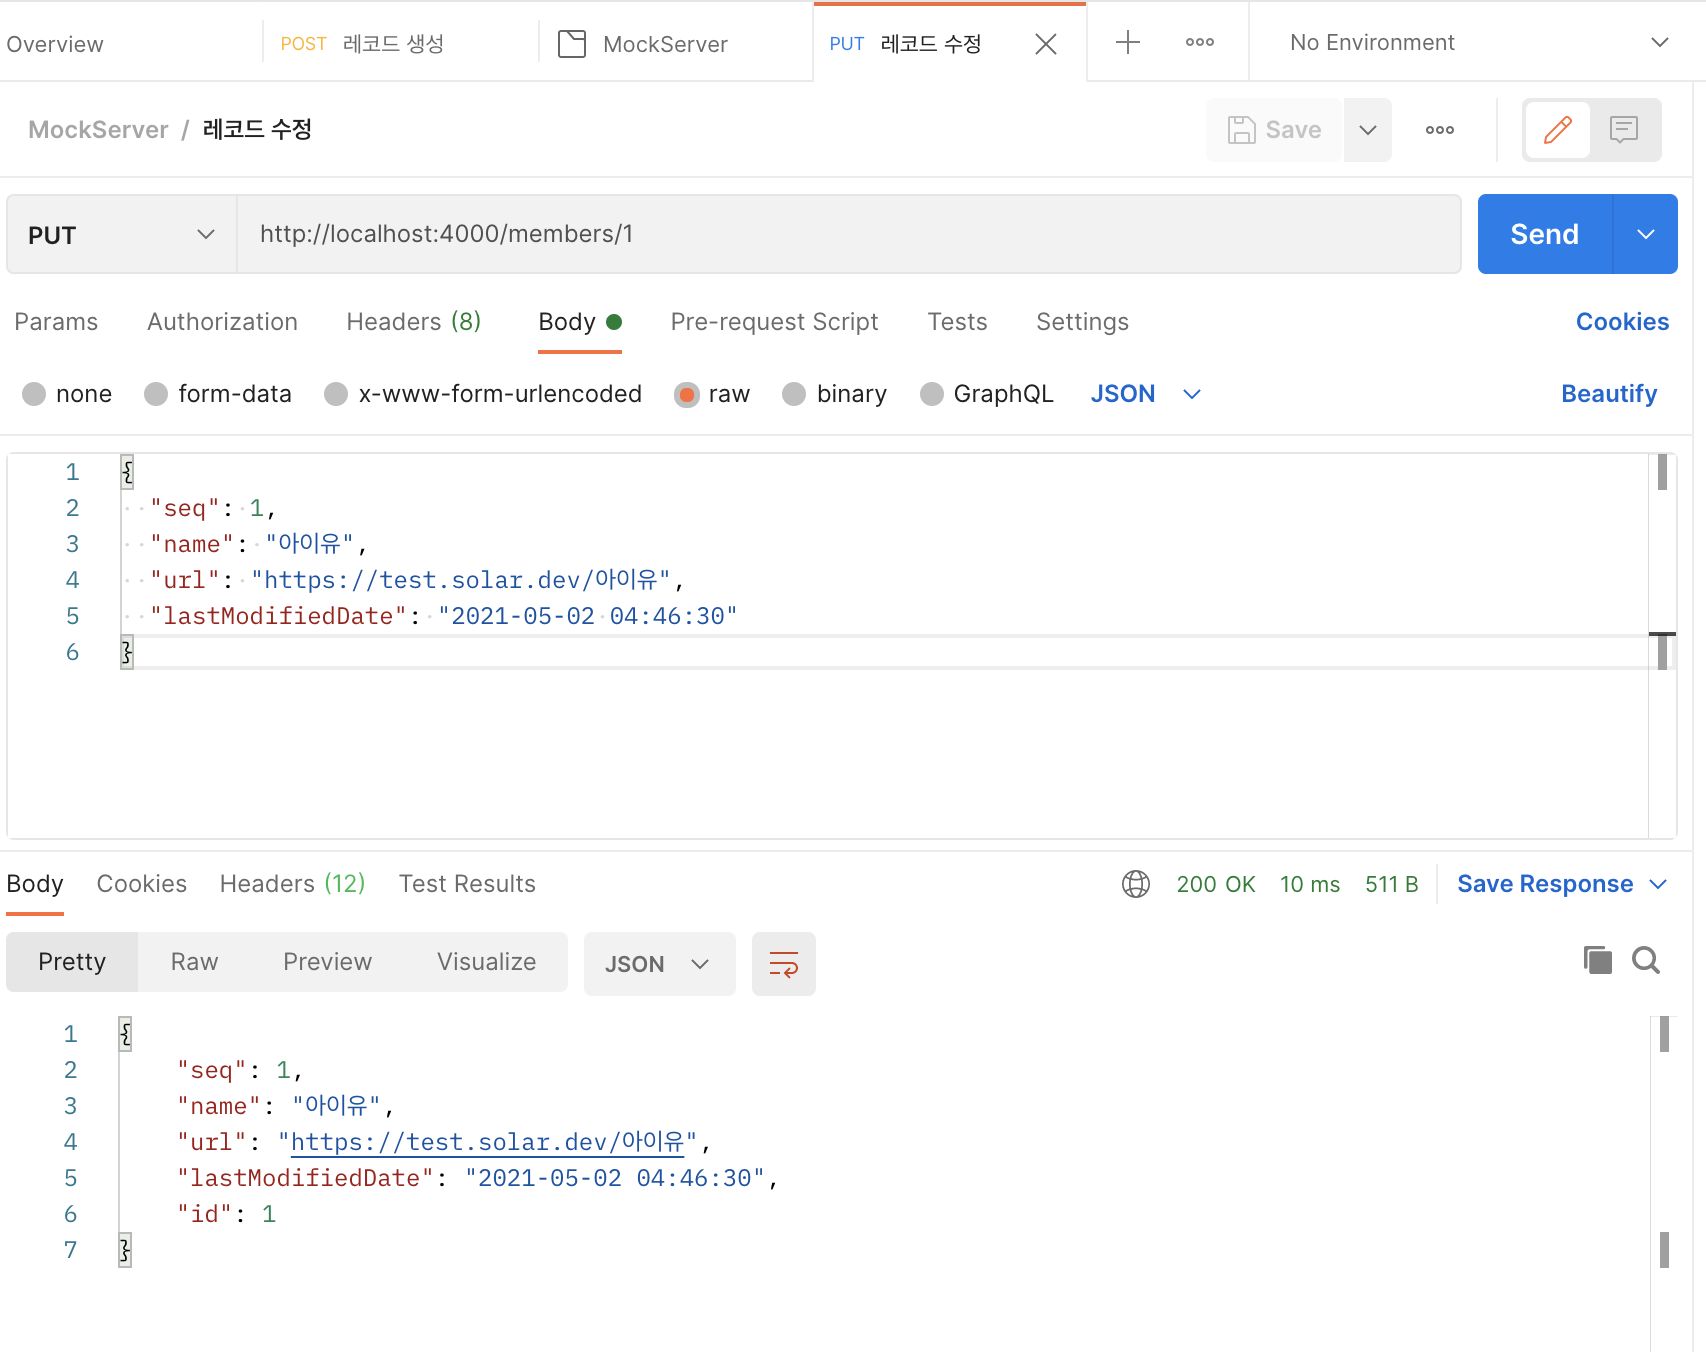 Overview
POST 레코드 생성
MockServer
PUT 레코드 수정
No Environment
MockServer / 레코드 수정
Save
PUT
http://localhost:4000/members/1
Send
Params Authorization Headers (8) Body Pre-request Script Tests Settings Cookies
none form-data x-www-form-urlencoded raw binary GraphQL JSON Beautify
1 {
2 "seq": 1,
3 "name": "아이유",
4 "url": "https://test.solar.dev/아이유",
5 "lastModifiedDate": "2021-05-02 04:46:30"
6 }
Body Cookies Headers (12) Test Results 200 OK 10 ms 511 B Save Response
Pretty Raw Preview Visualize JSON
1 {
2 "seq": 1,
3 "name": "아이유",
4 "url": "https://test.solar.dev/아이유",
5 "lastModifiedDate": "2021-05-02 04:46:30",
6 "id": 1
7 }